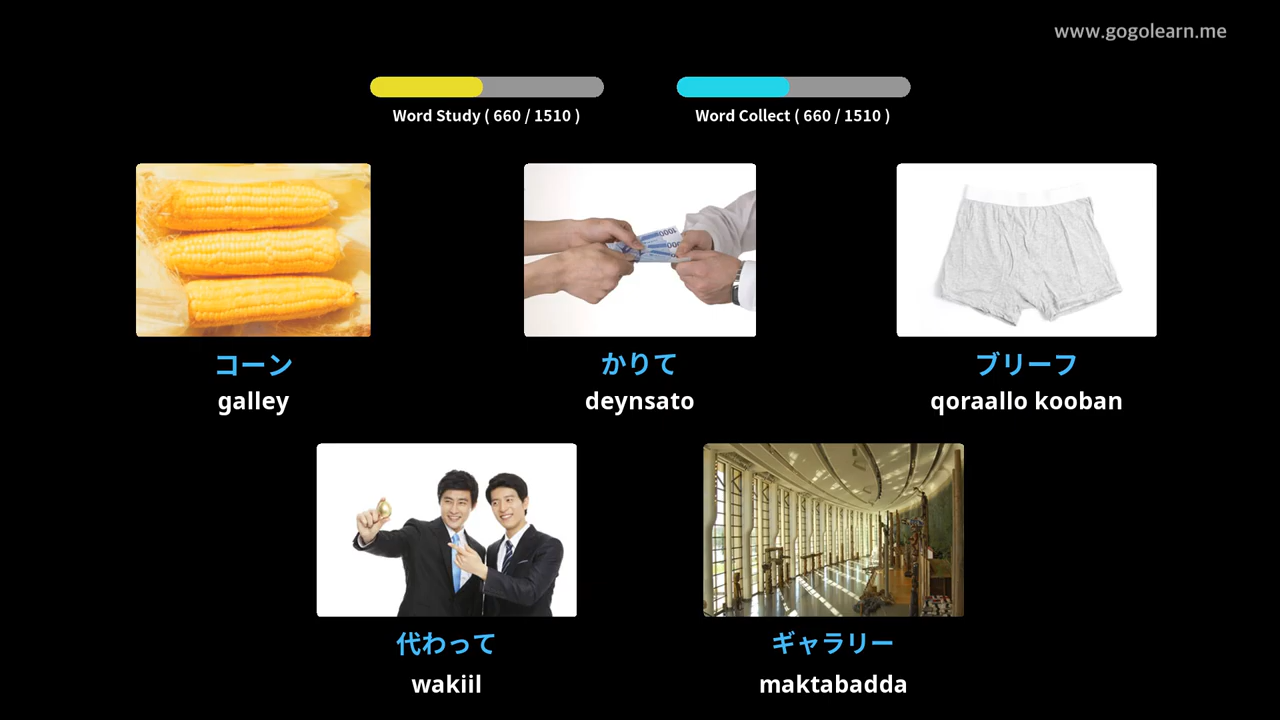 www.gogolearn.me
Word Study ( 660 / 1510 )
Word Collect ( 660 / 1510 )
コーン
galley
かりて
deynsato
ブリーフ
qoraallo kooban
代わって
wakiil
ギャラリー
maktabadda